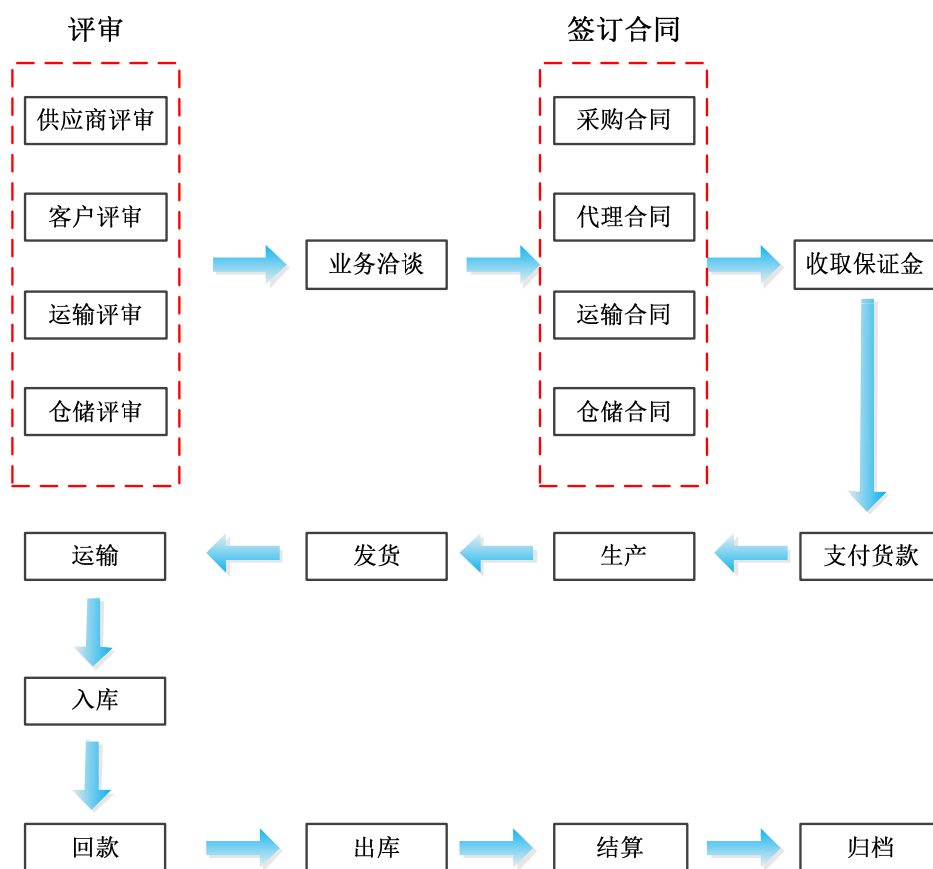 评审
签订合同
供应商评审
采购合同
客户评审
代理合同
业务洽谈
收取保证金
运输评审
运输合同
仓储评审
仓储合同
运输
发货
生产
支付货款
入库
回款
出库
结算
归档